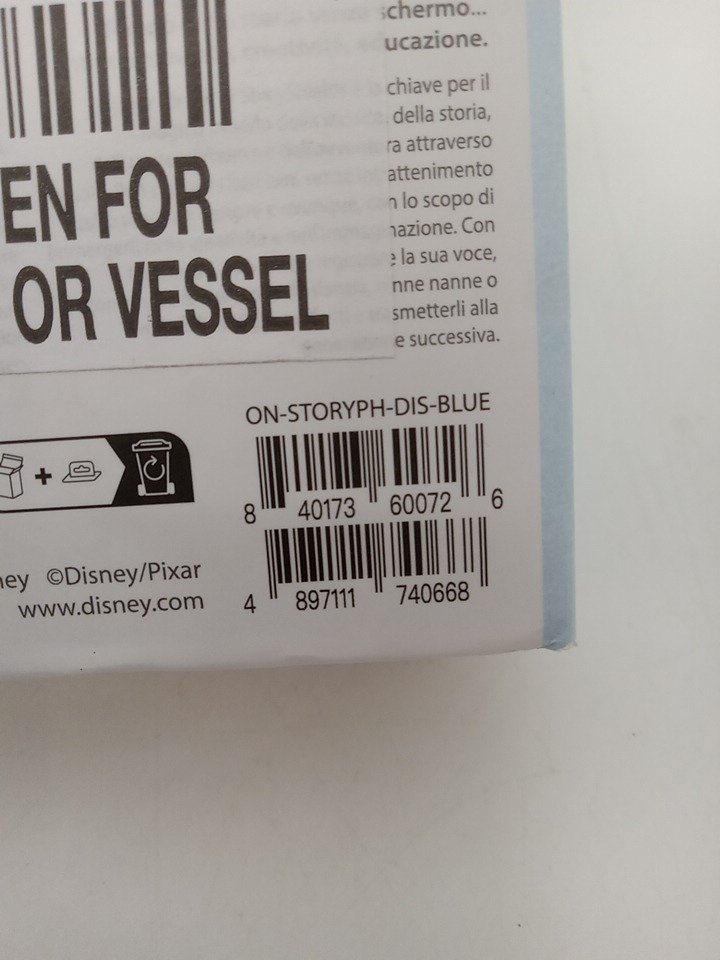 schermo...
ucazione.
chiave per il
della storia,
ra attraverso
attenimento
n lo scopo di
nazione. Con
e la sua voce,
nne nanne o
smetterli alla
e successiva.
EN FOR
OR VESSEL
ON-STORYPH-DIS-BLUE
8 40173 60072 6
+
4 897111 740668
ney ©Disney/Pixar
www.disney.com